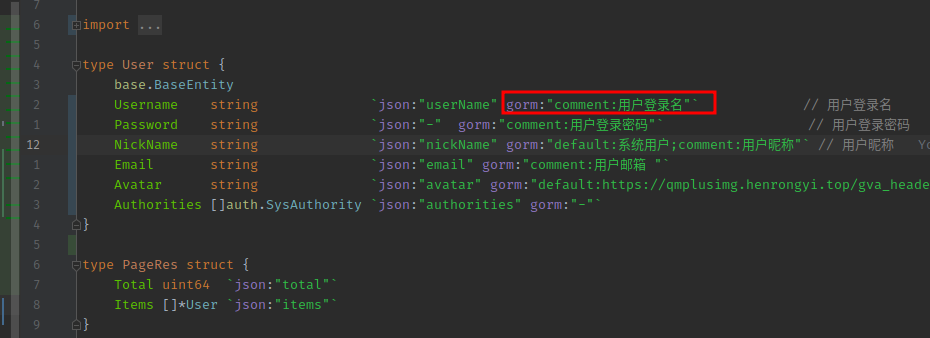 7
6 import ...
5
4 type User struct {
3 base.BaseEntity
2 Username string `json:"userName" gorm:"comment:用户登录名"` // 用户登录名
1 Password string `json:"-" gorm:"comment:用户登录密码"` // 用户登录密码
12 NickName string `json:"nickName" gorm:"default:系统用户;comment:用户昵称"` // 用户昵称
1 Email string `json:"email" gorm:"comment:用户邮箱 "`
2 Avatar string `json:"avatar" gorm:"default:https://qmplusimg.henrongyi.top/gva_heade
3 Authorities []auth.SysAuthority `json:"authorities" gorm:"-"`
4 }
5
6 type PageRes struct {
7 Total uint64 `json:"total"`
8 Items []*User `json:"items"`
9 }